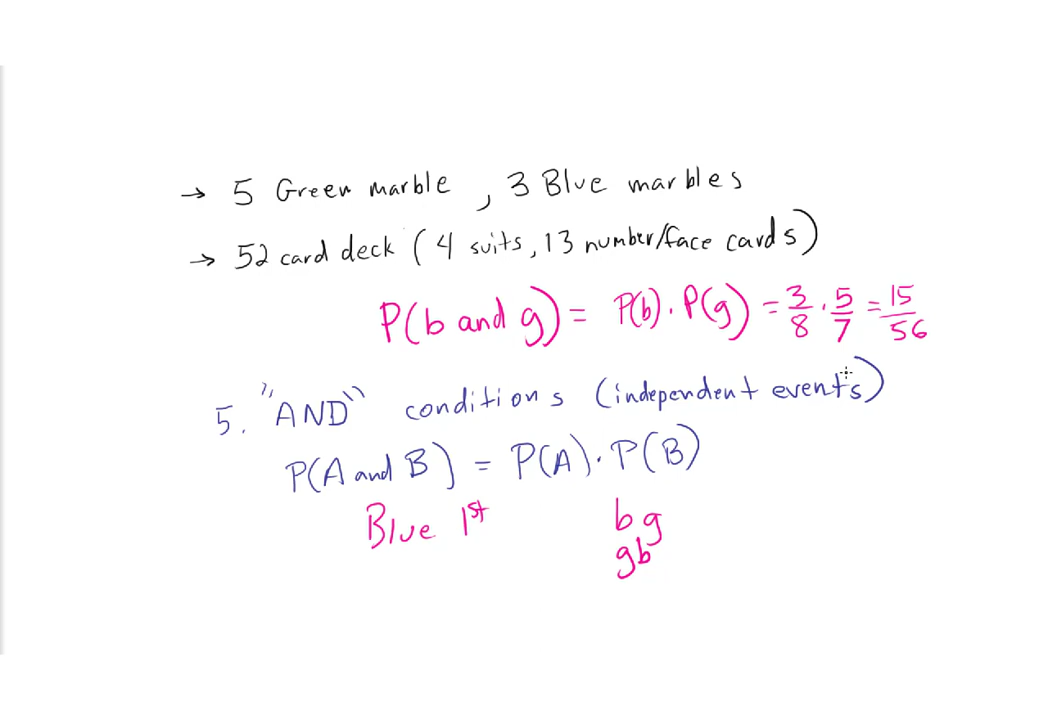 → 5 Green marble , 3 Blue marbles
→ 52 card deck (4 suits, 13 number/face cards)
P(b and g) = P(b) · P(g) = 3/8 · 5/7 = 15/56
5. "AND" conditions (independent events)
P(A and B) = P(A) · P(B)
Blue 1st bg
gb